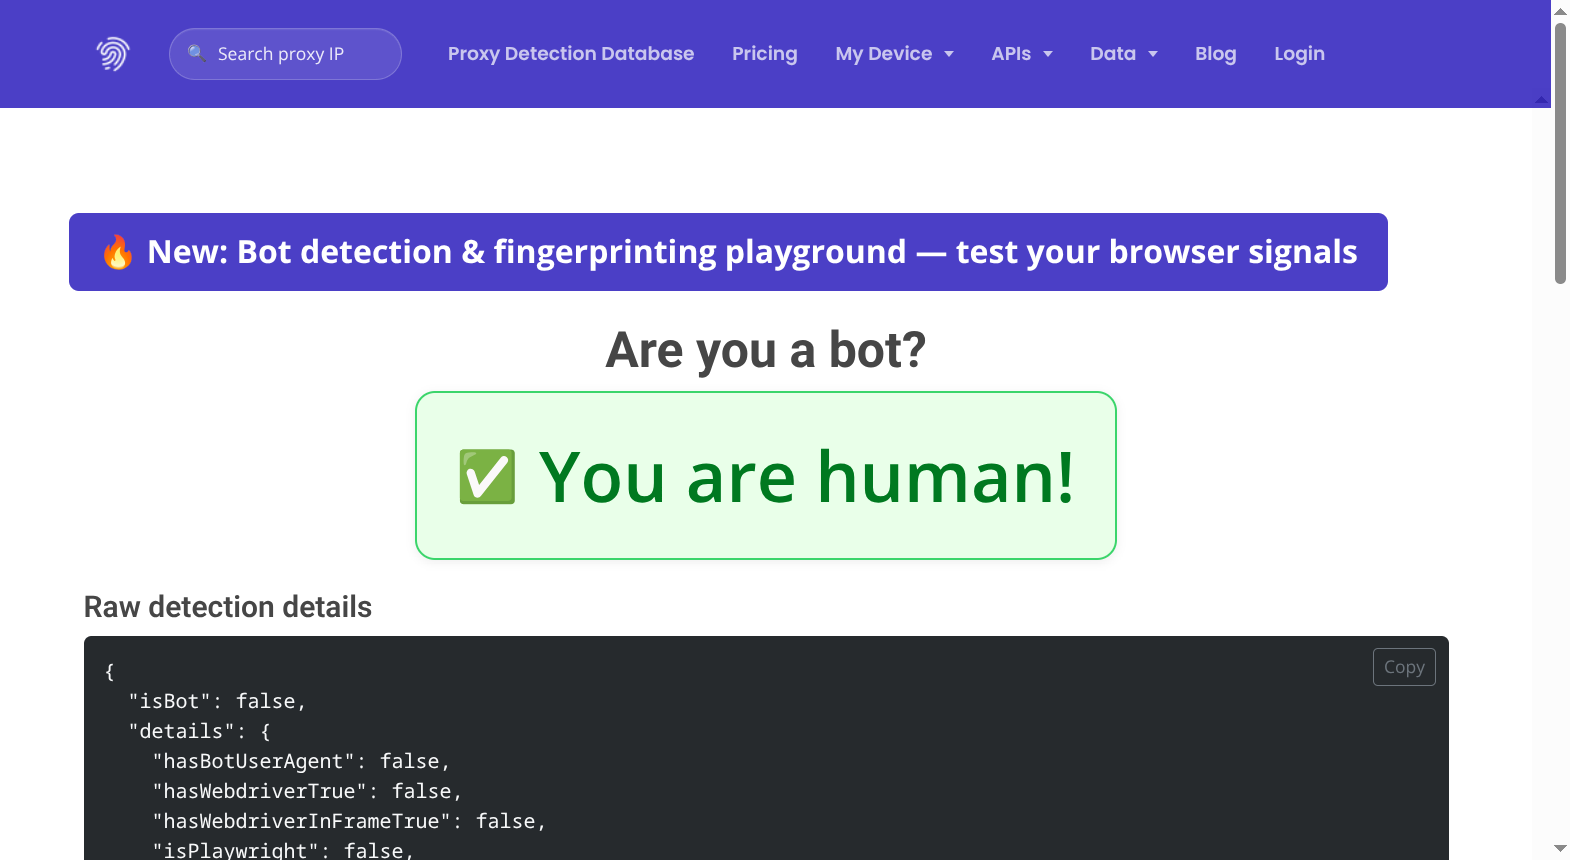 🔍 Search proxy IP
Proxy Detection Database
Pricing
My Device
APIs
Data
Blog
Login
🔥 New: Bot detection & fingerprinting playground — test your browser signals
Are you a bot?
✅ You are human!
Raw detection details
Copy
{
  "isBot": false,
  "details": {
    "hasBotUserAgent": false,
    "hasWebdriverTrue": false,
    "hasWebdriverInFrameTrue": false,
    "isPlaywright": false,